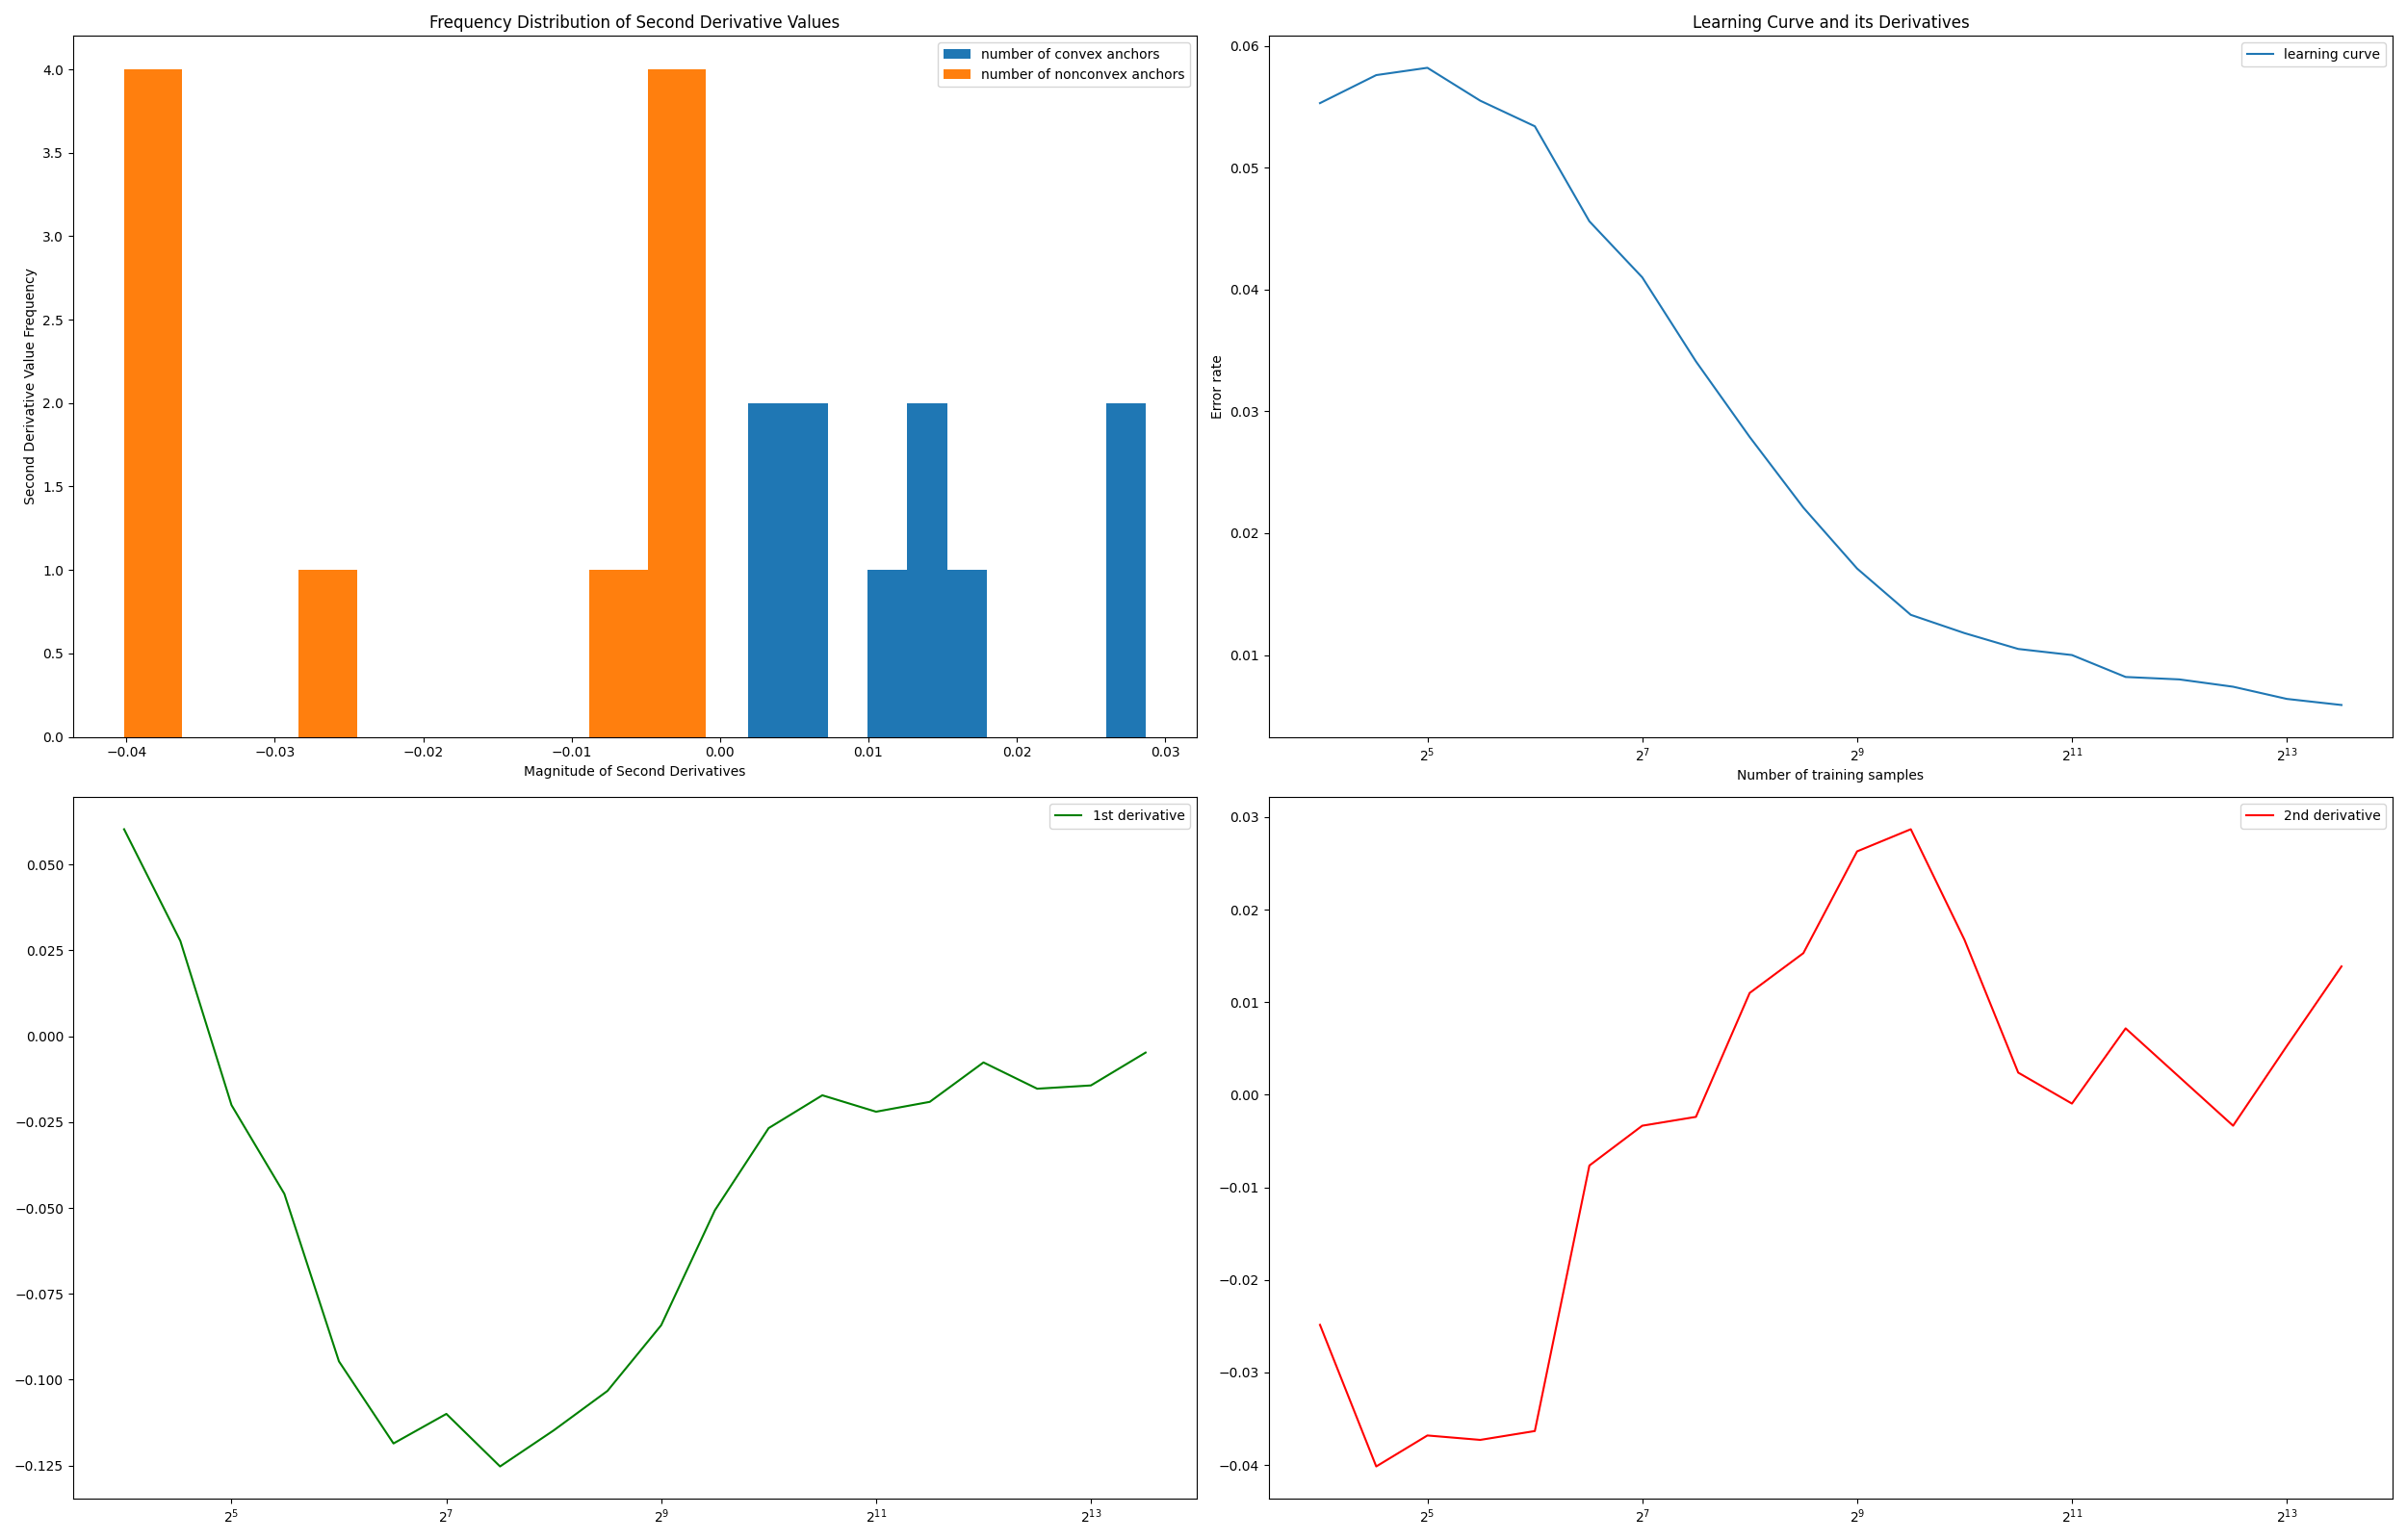 Frequency Distribution of Second Derivative Values
number of convex anchors
number of nonconvex anchors
Second Derivative Value Frequency
4.0
3.5
3.0
2.5
2.0
1.5
1.0
0.5
0.0
−0.04 −0.03 −0.02 −0.01 0.00 0.01 0.02 0.03
Magnitude of Second Derivatives
Learning Curve and its Derivatives
learning curve
Error rate
0.06
0.05
0.04
0.03
0.02
0.01
2^5 2^7 2^9 2^11 2^13
Number of training samples
1st derivative
0.050
0.025
0.000
−0.025
−0.050
−0.075
−0.100
−0.125
2^5 2^7 2^9 2^11 2^13
2nd derivative
0.03
0.02
0.01
0.00
−0.01
−0.02
−0.03
−0.04
2^5 2^7 2^9 2^11 2^13